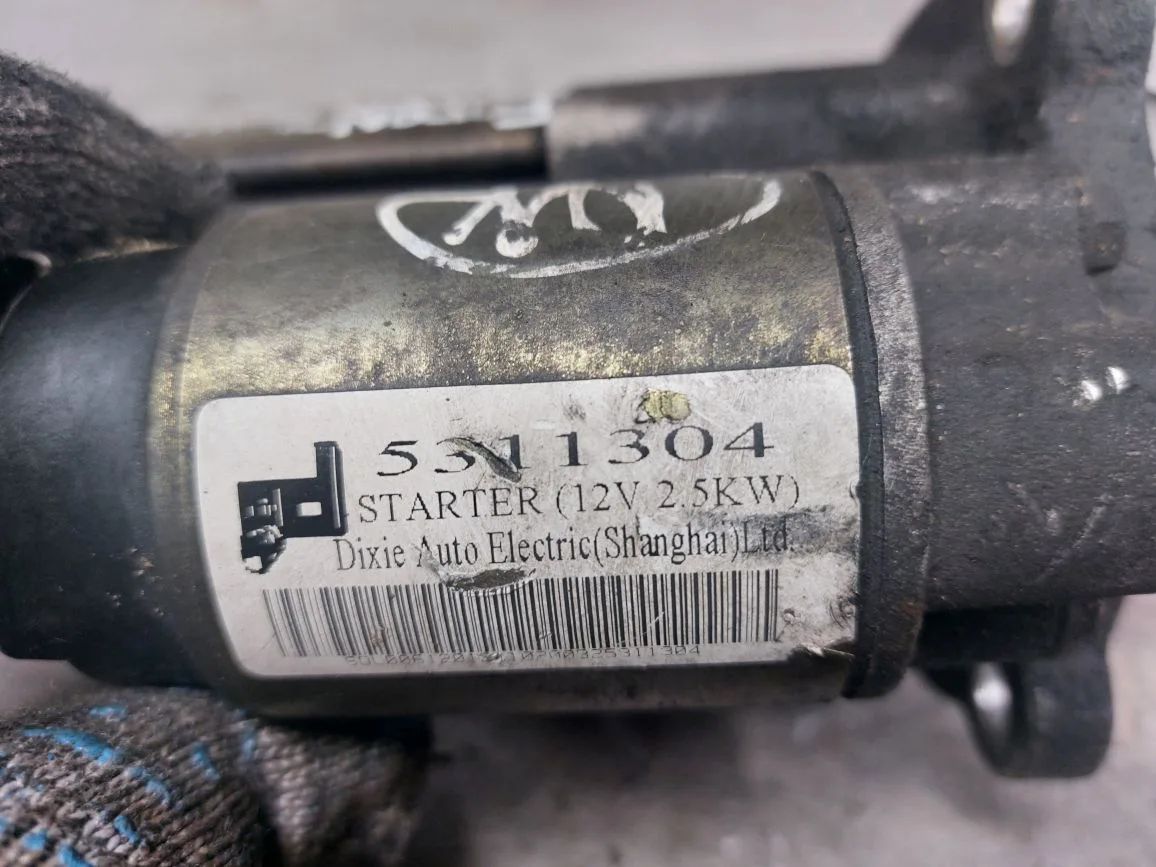 5311304
STARTER (12V 2.5KW)
Dixie Auto Electric(Shanghai)Ltd.